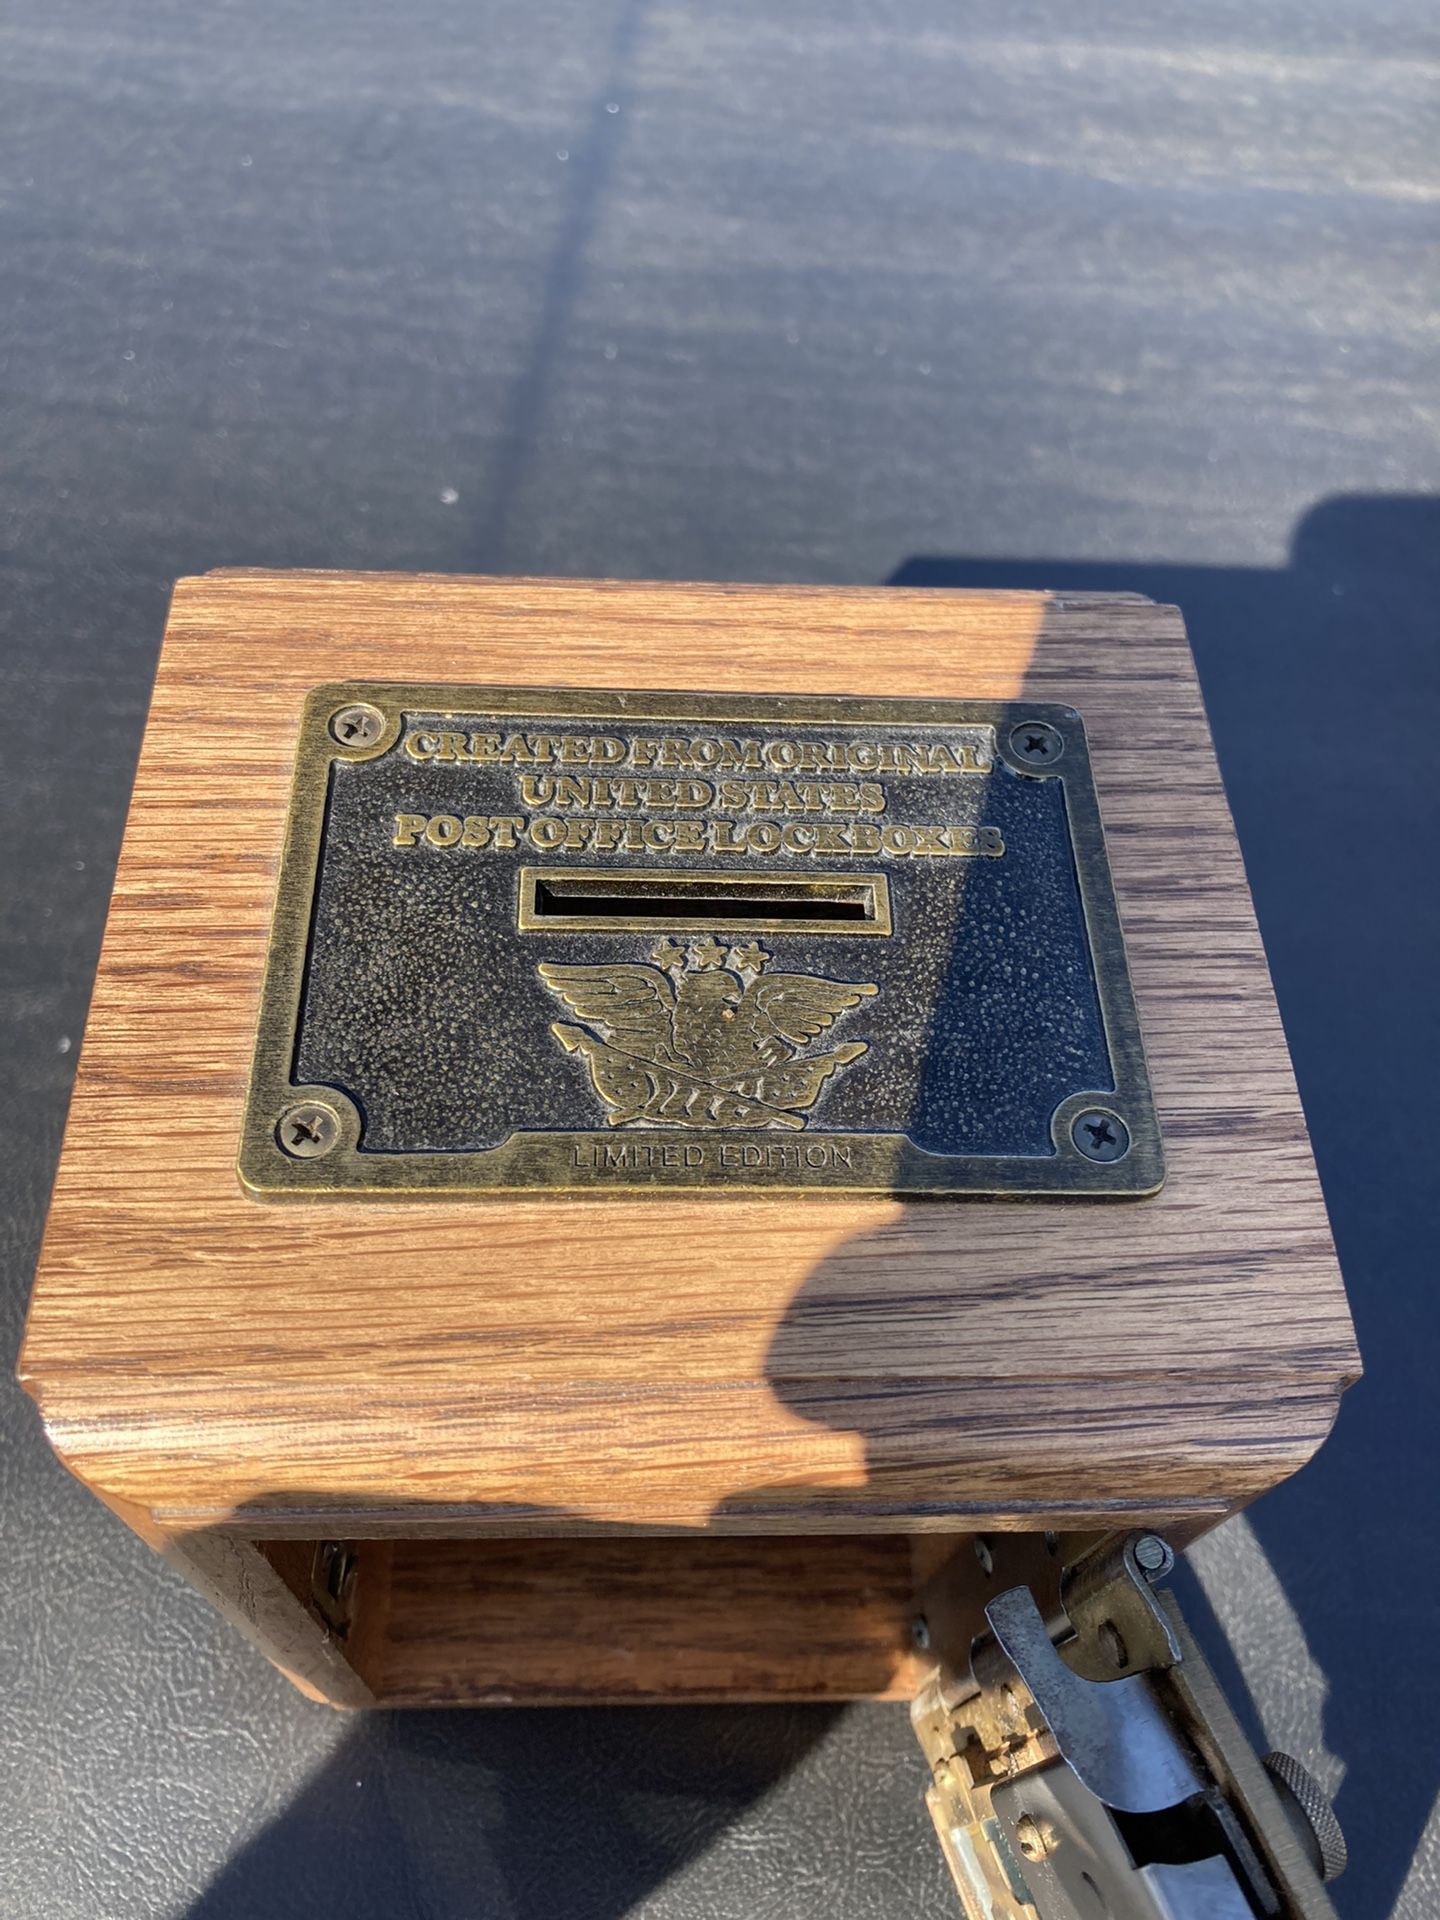 CREATED FROM ORIGINAL
UNITED STATES
POST OFFICE LOCKBOXES
LIMITED EDITION